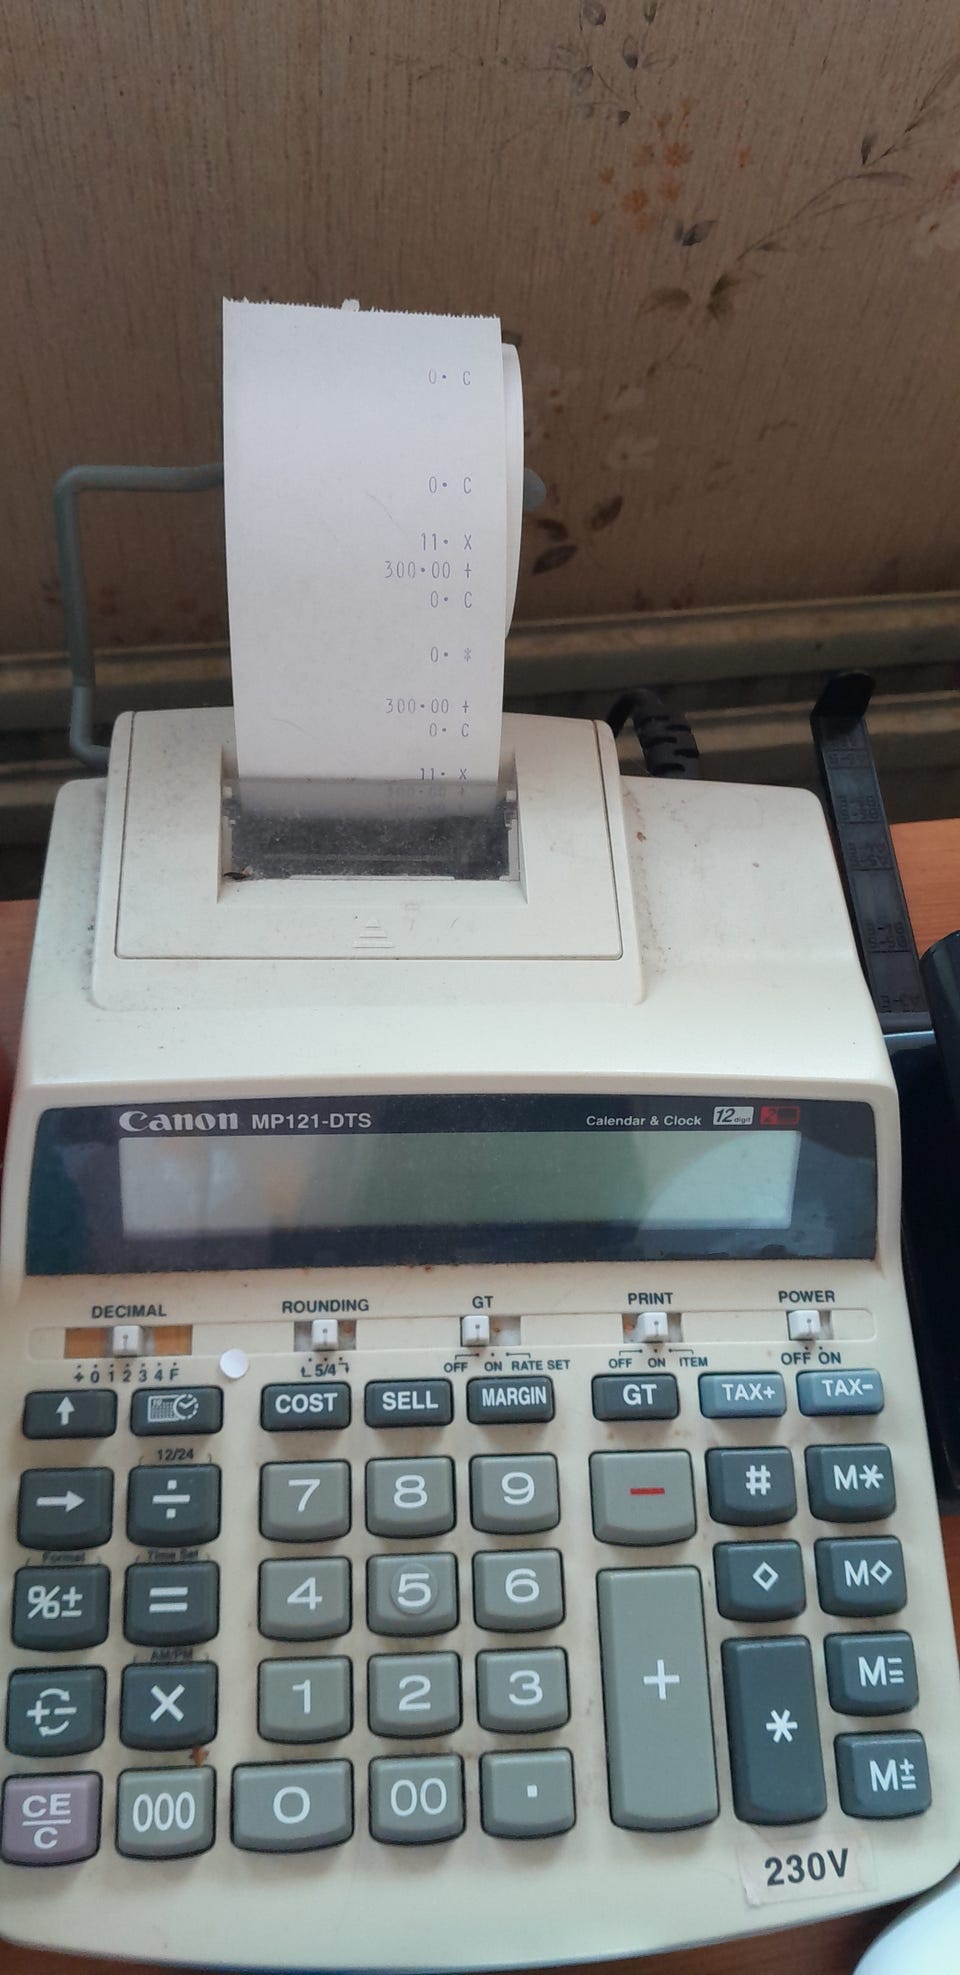 0• C
0• C
11• X
300•00 +
0• C
0• *
300•00 +
0• C
11• X
Canon MP121-DTS Calendar & Clock 12 digit
DECIMAL ROUNDING GT PRINT POWER
+ 0 1 2 3 4 F 5/4 OFF ON RATE SET OFF ON ITEM OFF ON
↑ COST SELL MARGIN GT TAX+ TAX-
12/24
→ ÷ 7 8 9 − # M*
Format Time Set
%± = 4 5 6 + ◇ M◇
AM/PM
+- × 1 2 3 * M=
CE/C 000 0 00 . M±
230V